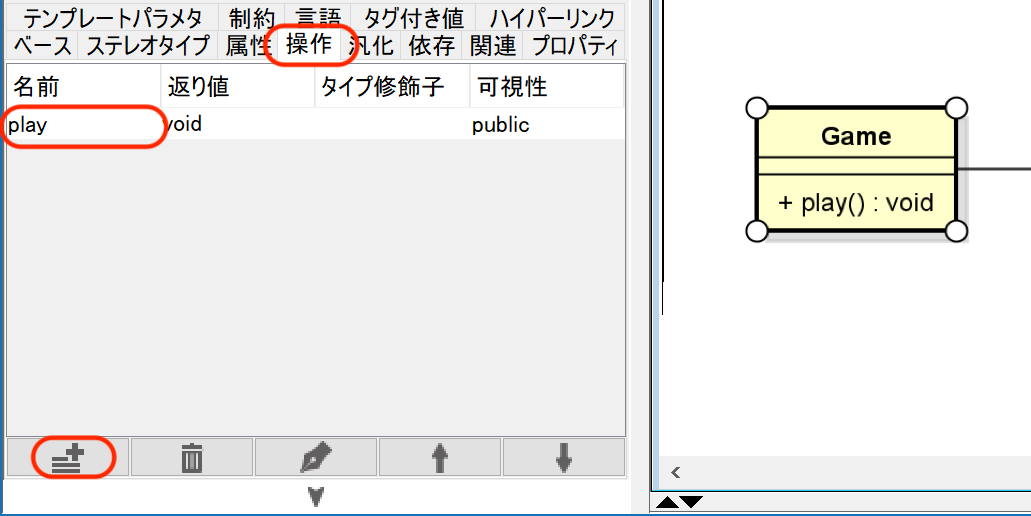 テンプレートパラメタ 制約 言語 タグ付き値 ハイパーリンク
ベース ステレオタイプ 属性 操作 汎化 依存 関連 プロパティ
名前 返り値 タイプ修飾子 可視性
play void public
Game
+ play() : void